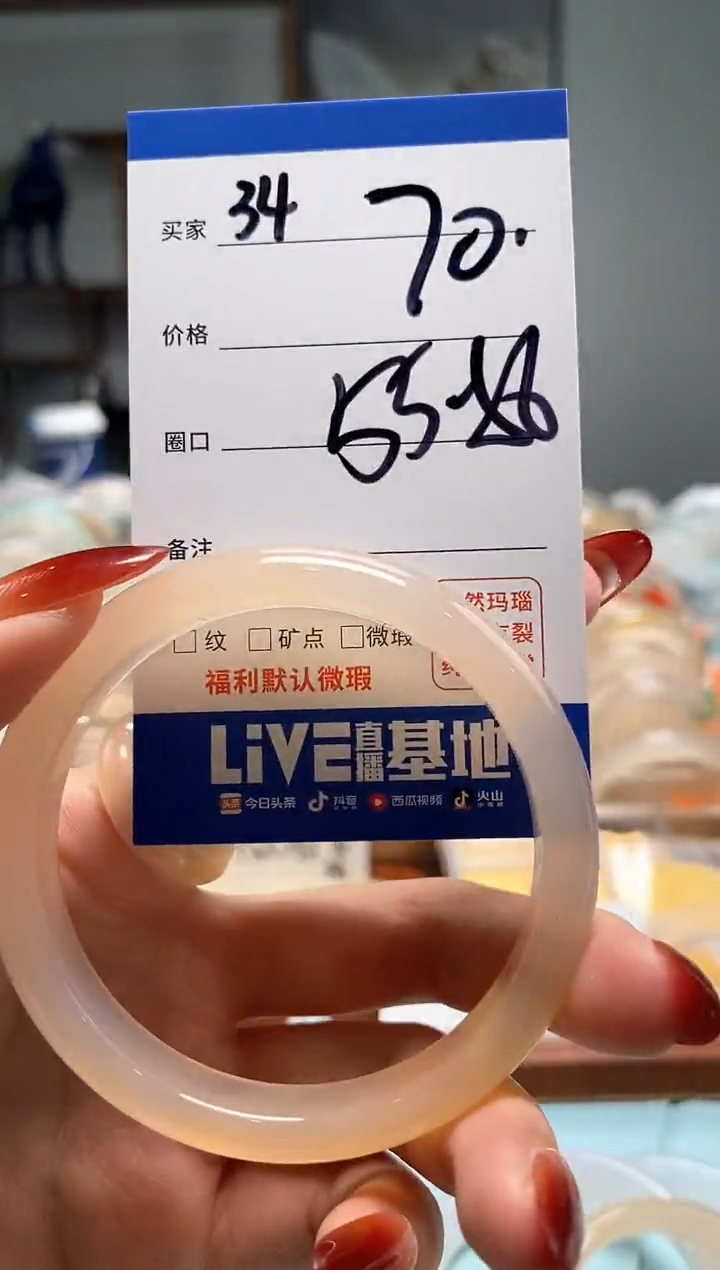 买家 34 70.
价格
圈口 55
备注
然玛瑙
裂
纹 矿点 微瑕
福利默认微瑕
LiVE直播基地
头条 今日头条 抖音 西瓜视频 火山